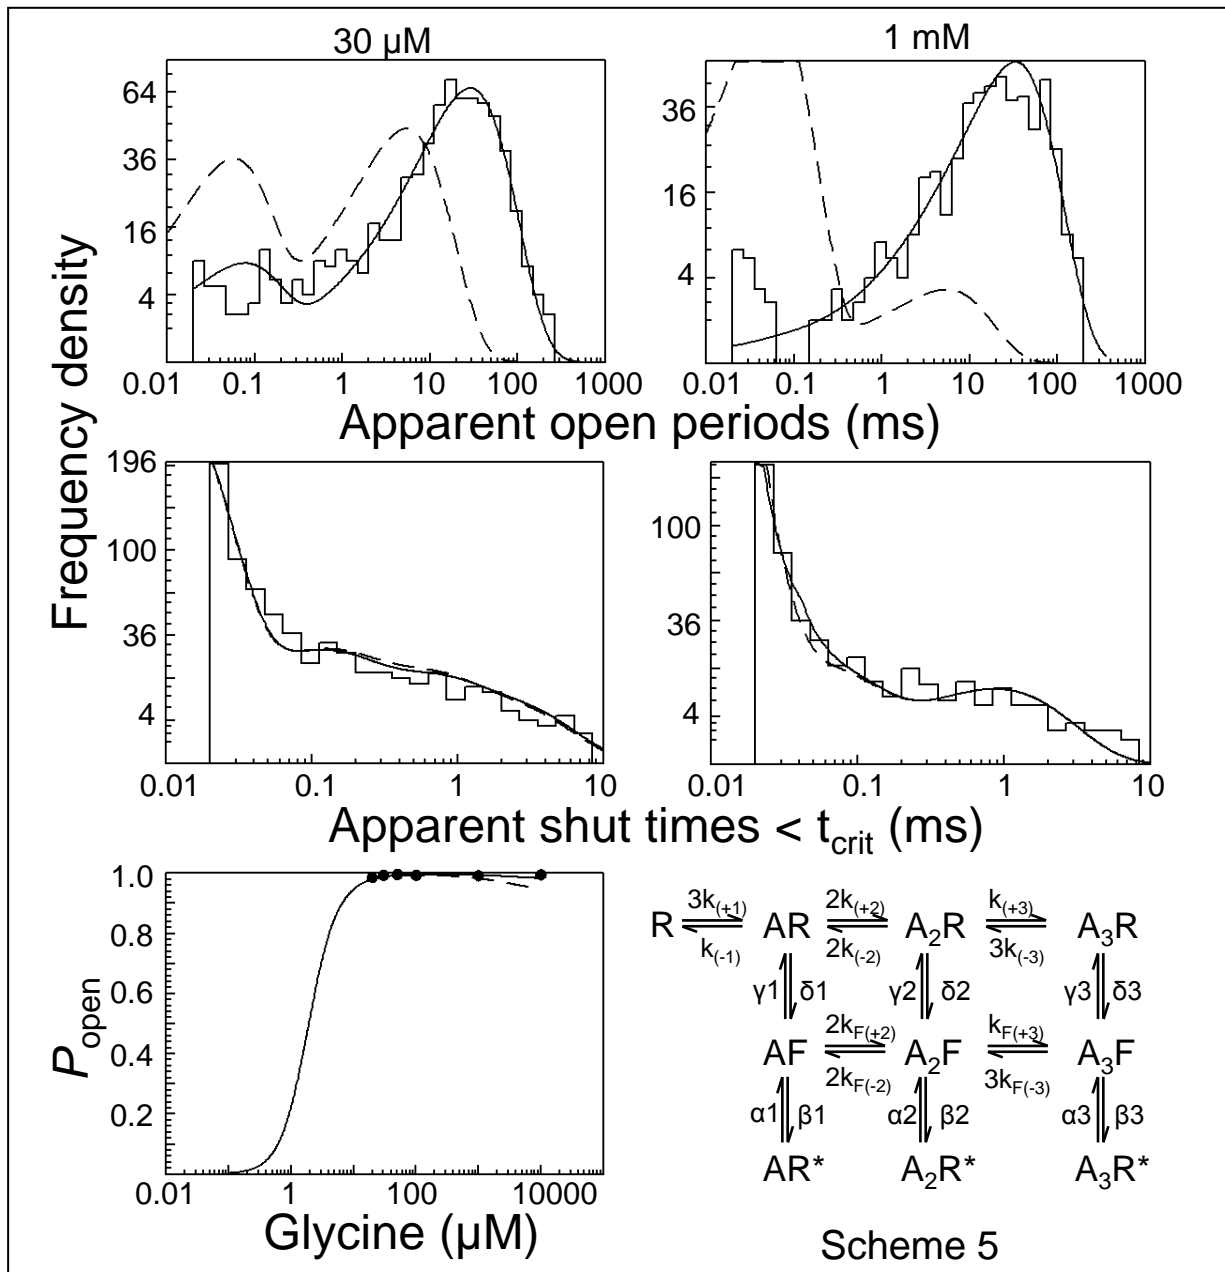 30 µM
1 mM
64
36
16
4
0.01 0.1 1 10 100 1000
36
16
4
0.01 0.1 1 10 100 1000
Apparent open periods (ms)
Frequency density
196
100
36
4
0.01 0.1 1 10
100
36
4
0.01 0.1 1 10
Apparent shut times < t_crit (ms)
1.0
0.8
0.6
0.4
0.2
P_open
0.01 1 100 10000
Glycine (µM)
3k(+1) 2k(+2) k(+3)
R AR A₂R A₃R
k(-1) 2k(-2) 3k(-3)
γ1 δ1 γ2 δ2 γ3 δ3
2kF(+2) kF(+3)
AF A₂F A₃F
2kF(-2) 3kF(-3)
α1 β1 α2 β2 α3 β3
AR* A₂R* A₃R*
Scheme 5